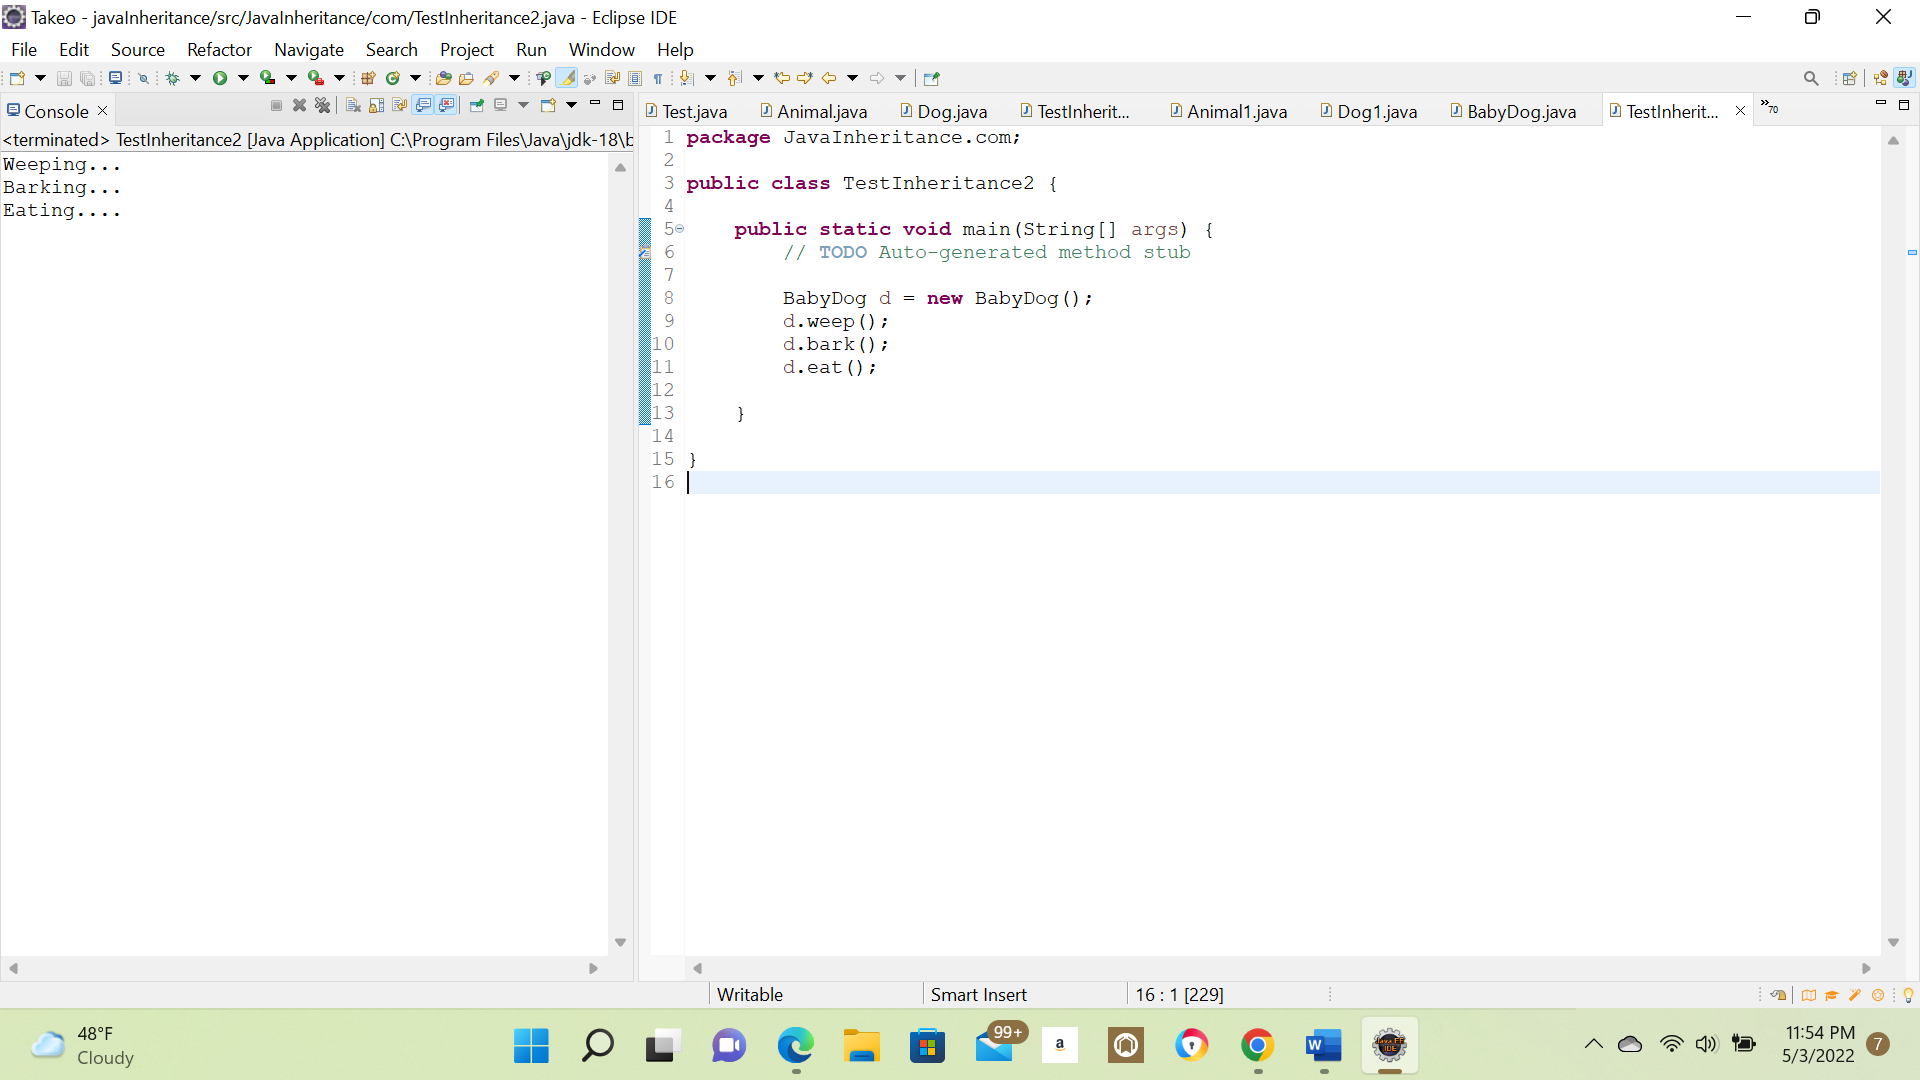 Takeo - javaInheritance/src/JavaInheritance/com/TestInheritance2.java - Eclipse IDE
File Edit Source Refactor Navigate Search Project Run Window Help
Console
<terminated> TestInheritance2 [Java Application] C:\Program Files\Java\jdk-18\b
Weeping...
Barking...
Eating....
Test.java Animal.java Dog.java TestInherit... Animal1.java Dog1.java BabyDog.java TestInherit... »70
1 package JavaInheritance.com;
2
3 public class TestInheritance2 {
4
5 public static void main(String[] args) {
6 // TODO Auto-generated method stub
7
8 BabyDog d = new BabyDog();
9 d.weep();
10 d.bark();
11 d.eat();
12
13 }
14
15 }
16
Writable Smart Insert 16 : 1 [229]
48°F
Cloudy
99+
a
W
Java EE
IDE
11:54 PM
5/3/2022
7